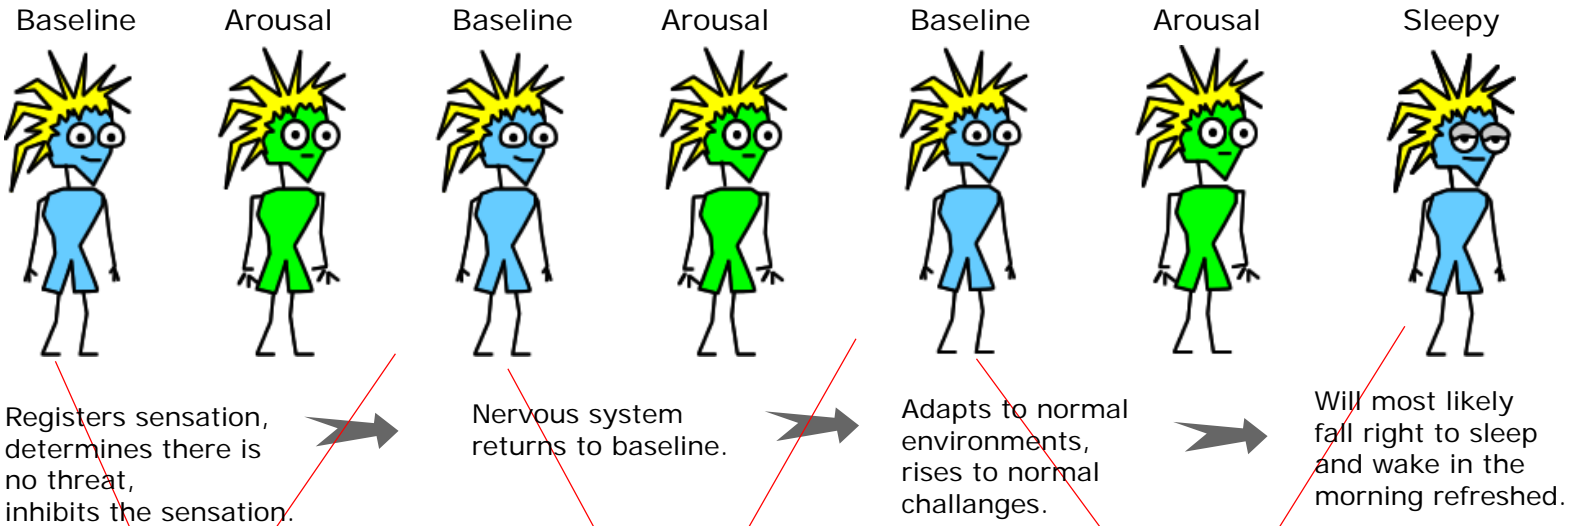 Baseline
Arousal
Baseline
Arousal
Baseline
Arousal
Sleepy
Registers sensation,
determines there is
no threat,
inhibits the sensation.
Nervous system
returns to baseline.
Adapts to normal
environments,
rises to normal
challanges.
Will most likely
fall right to sleep
and wake in the
morning refreshed.